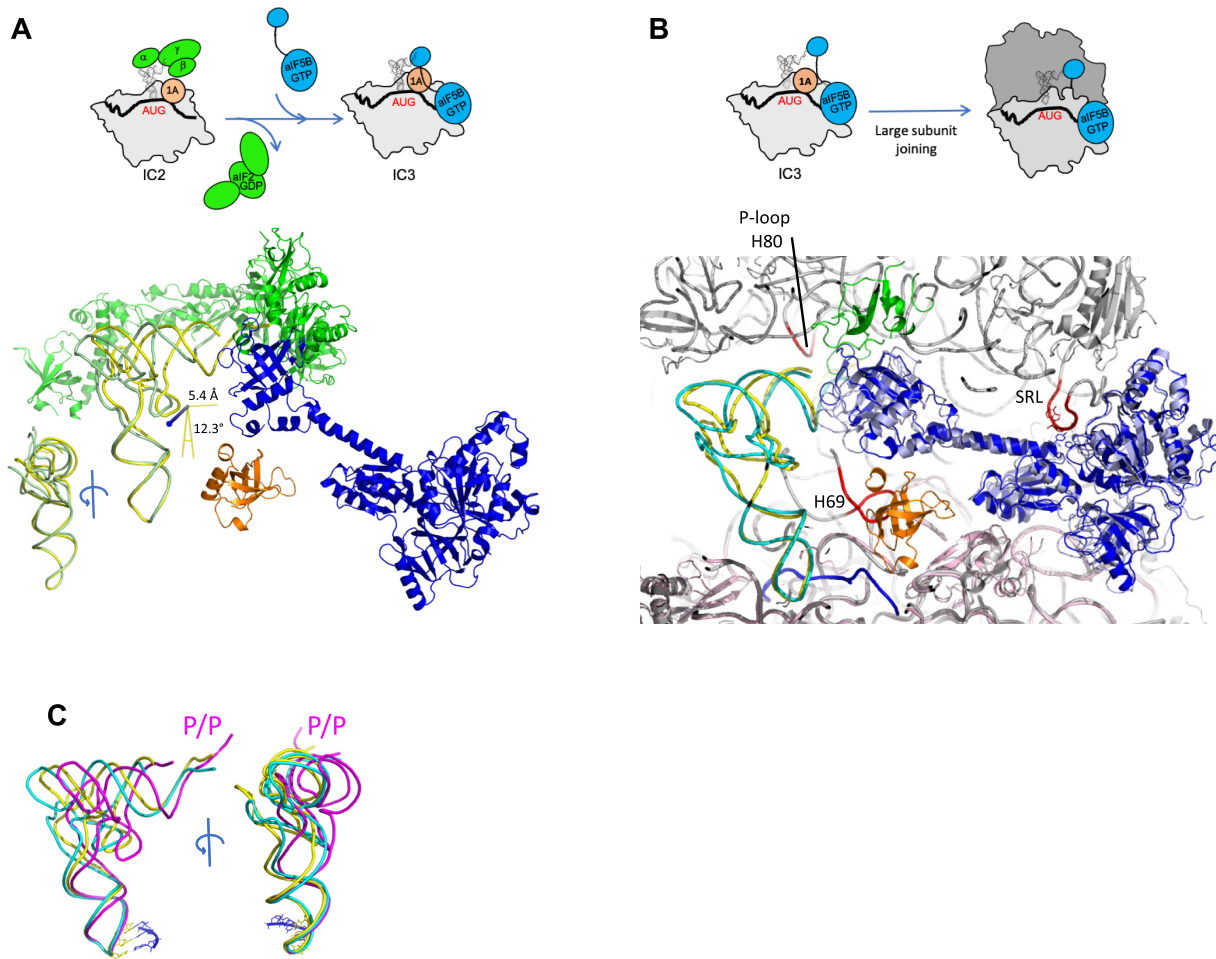 A
α
γ
β
1A
AUG
IC2
aIF5B
GTP
aIF2
GDP
1A
AUG
aIF5B
GTP
IC3
5.4 Å
12.3°
B
1A
AUG
aIF5B
GTP
IC3
Large subunit
joining
AUG
aIF5B
GTP
P-loop
H80
SRL
H69
C
P/P
P/P